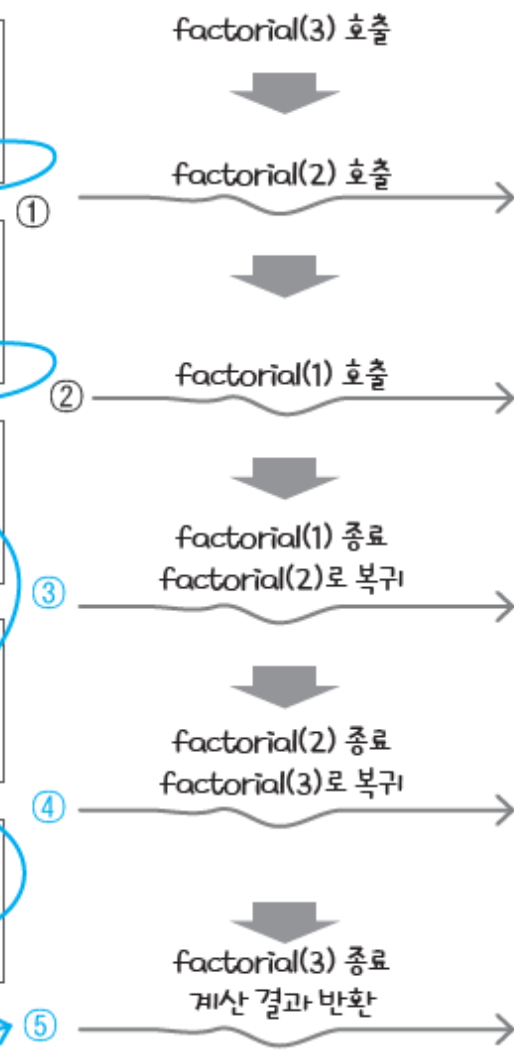 factorial(3) 호출
factorial(2) 호출
①
factorial(1) 호출
②
factorial(1) 종료
factorial(2)로 복귀
③
factorial(2) 종료
factorial(3)로 복귀
④
factorial(3) 종료
계산 결과 반환
⑤